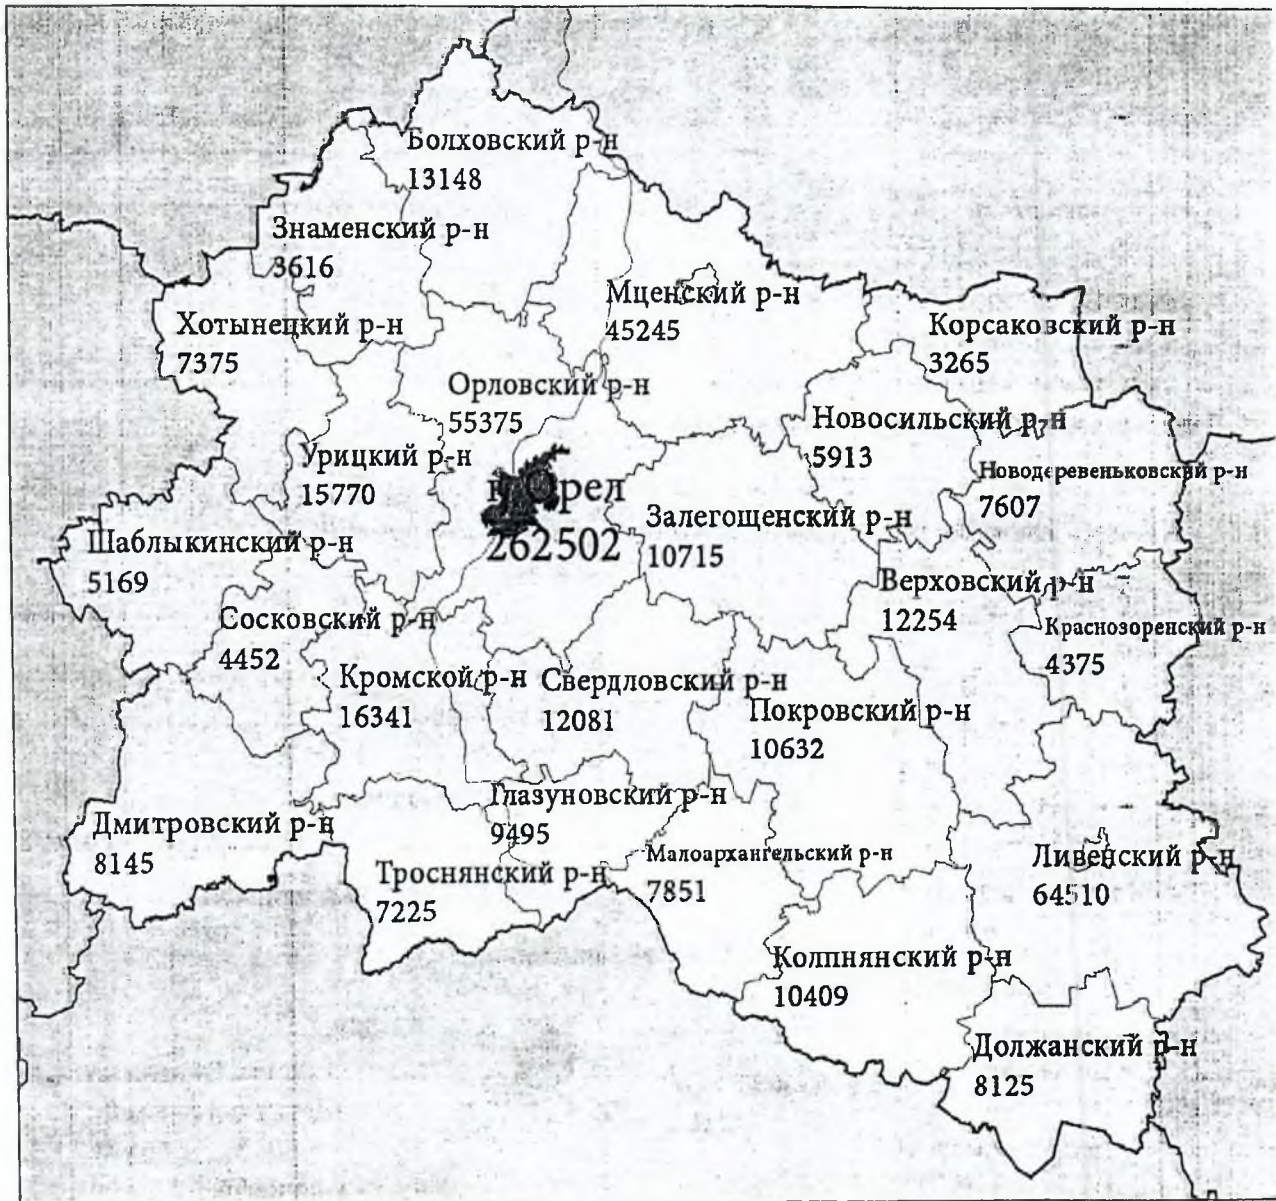 Болховский р-н
13148
Знаменский р-н
3616
Мценский р-н
45245
Хотынецкий р-н
7375
Корсаковский р-н
3265
Орловский р-н
55375
Новосильский р-н
5913
Урицкий р-н
15770
Новодеревеньковский р-н
7607
г. Орел
262502
Залегощенский р-н
10715
Шаблыкинский р-н
5169
Верховский р-н
12254
Сосковский р-н
4452
Краснозоренский р-н
4375
Кромской р-н
16341
Свердловский р-н
12081
Покровский р-н
10632
Глазуновский р-н
9495
Дмитровский р-н
8145
Малоархангельский р-н
7851
Ливенский р-н
64510
Троснянский р-н
7225
Колпнянский р-н
10409
Должанский р-н
8125